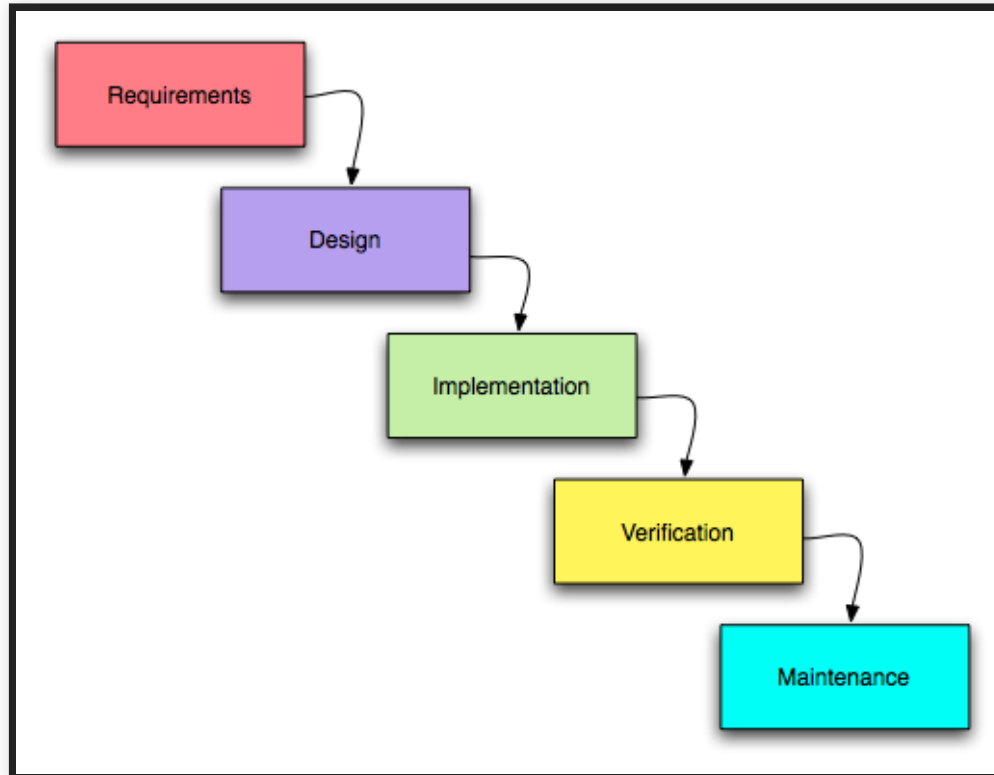 Requirements
Design
Implementation
Verification
Maintenance